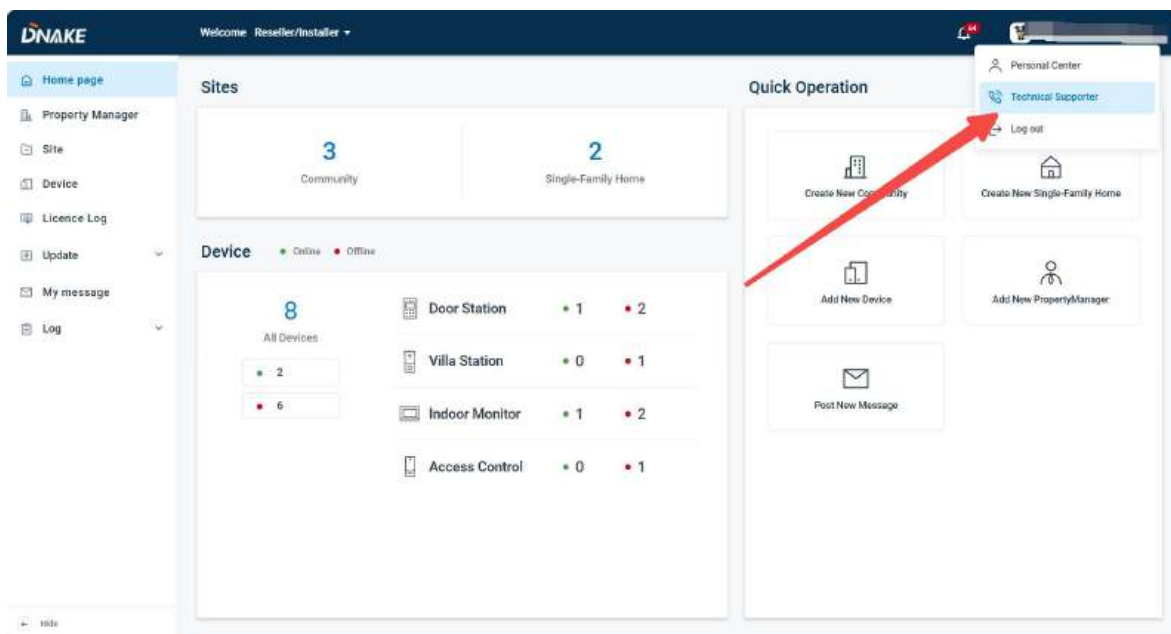 DNAKE
Welcome Reseller/Installer
64
Personal Center
Technical Supporter
Log out
Home page
Property Manager
Site
Device
Licence Log
Update
My message
Log
Hide
Sites
3
Community
2
Single-Family Home
Device
Online
Offline
8
All Devices
2
6
Door Station 1 2
Villa Station 0 1
Indoor Monitor 1 2
Access Control 0 1
Quick Operation
Create New Community
Create New Single-Family Home
Add New Device
Add New PropertyManager
Post New Message